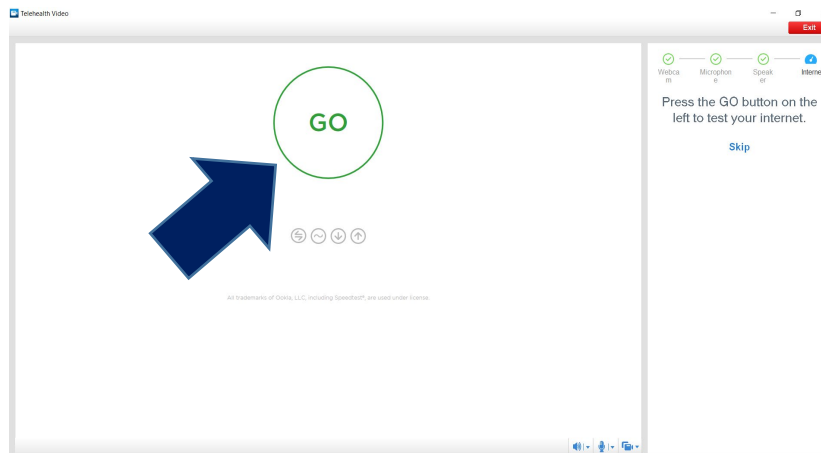 Telehealth Video
Exit
Webca
m
Microphon
e
Speak
er
Interne
Press the GO button on the
left to test your internet.
Skip
GO
All trademarks of Ookla, LLC, including Speedtest®, are used under license.